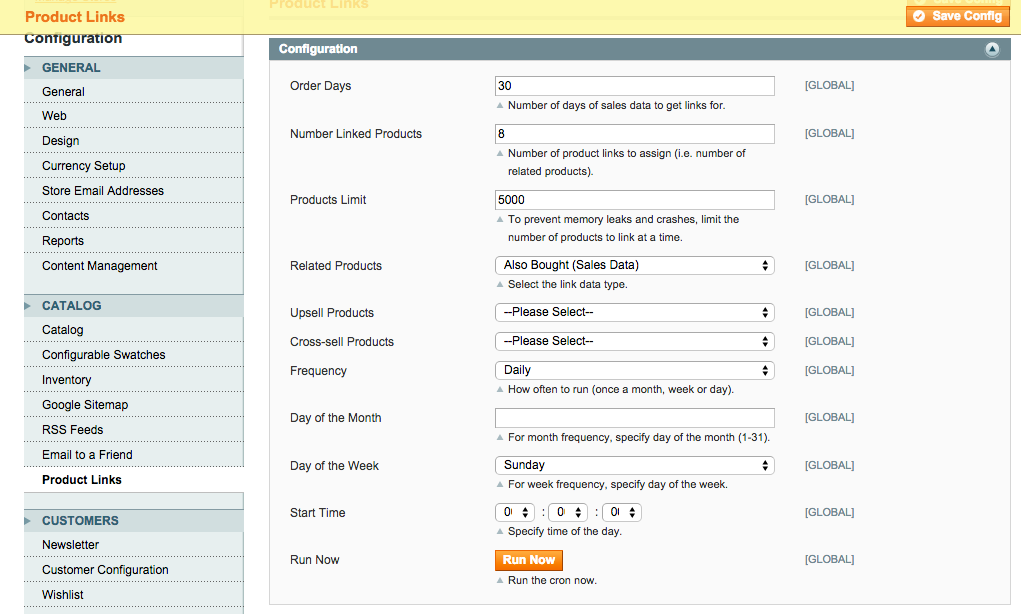 Product Links
Save Config
Configuration
GENERAL
General
Web
Design
Currency Setup
Store Email Addresses
Contacts
Reports
Content Management
CATALOG
Catalog
Configurable Swatches
Inventory
Google Sitemap
RSS Feeds
Email to a Friend
Product Links
CUSTOMERS
Newsletter
Customer Configuration
Wishlist
Product Links
Save Config
Configuration
Order Days 30 [GLOBAL]
Number of days of sales data to get links for.
Number Linked Products 8 [GLOBAL]
Number of product links to assign (i.e. number of
related products).
Products Limit 5000 [GLOBAL]
To prevent memory leaks and crashes, limit the
number of products to link at a time.
Related Products Also Bought (Sales Data) [GLOBAL]
Select the link data type.
Upsell Products --Please Select-- [GLOBAL]
Cross-sell Products --Please Select-- [GLOBAL]
Frequency Daily [GLOBAL]
How often to run (once a month, week or day).
Day of the Month [GLOBAL]
For month frequency, specify day of the month (1-31).
Day of the Week Sunday [GLOBAL]
For week frequency, specify day of the week.
Start Time : : [GLOBAL]
Specify time of the day.
Run Now Run Now [GLOBAL]
Run the cron now.